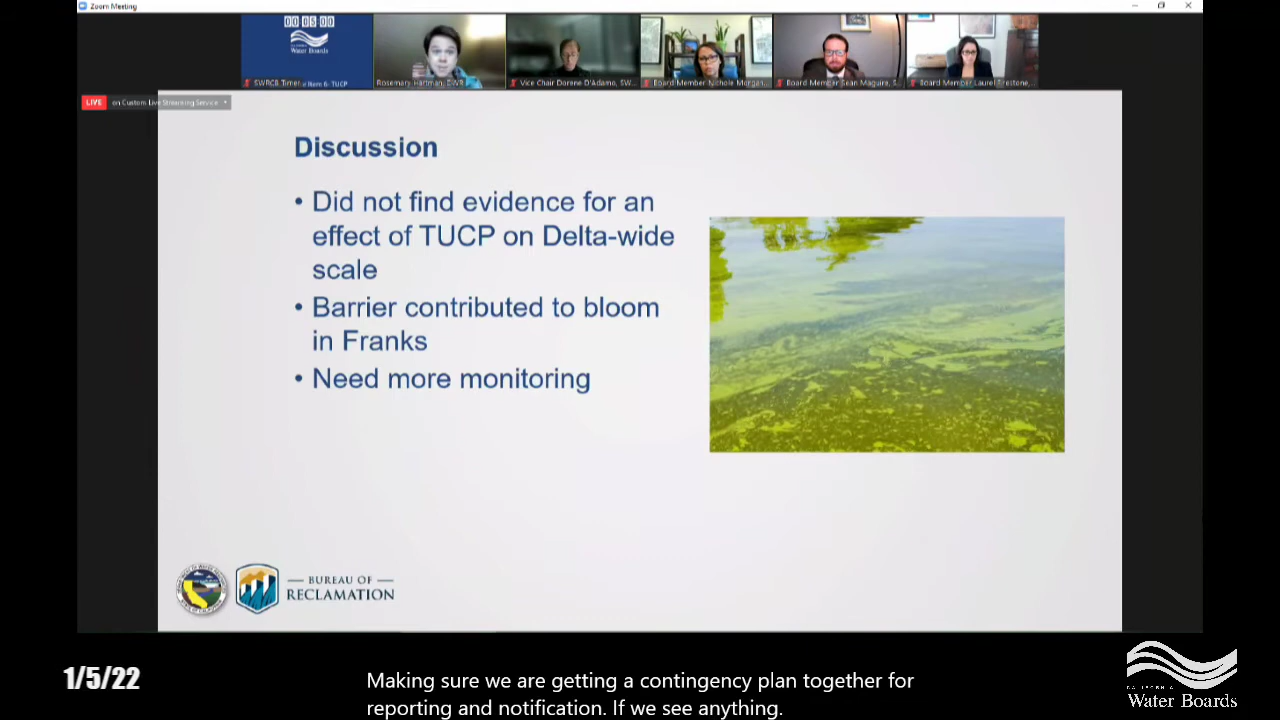 Zoom Meeting
00:05:00
Water Boards
SWRCB Timer
Item 6- TUCP
Rosemary Hartman, DWR
Vice Chair Dorene D'Adamo, SW...
Board Member Nichole Morgan,...
Board Member Sean Maguire, S...
Board Member Laurel Firestone,...
LIVE on Custom Live Streaming Service
Discussion
• Did not find evidence for an
effect of TUCP on Delta-wide
scale
• Barrier contributed to bloom
in Franks
• Need more monitoring
BUREAU OF
RECLAMATION
1/5/22
Making sure we are getting a contingency plan together for
reporting and notification. If we see anything.
CALIFORNIA
Water Boards